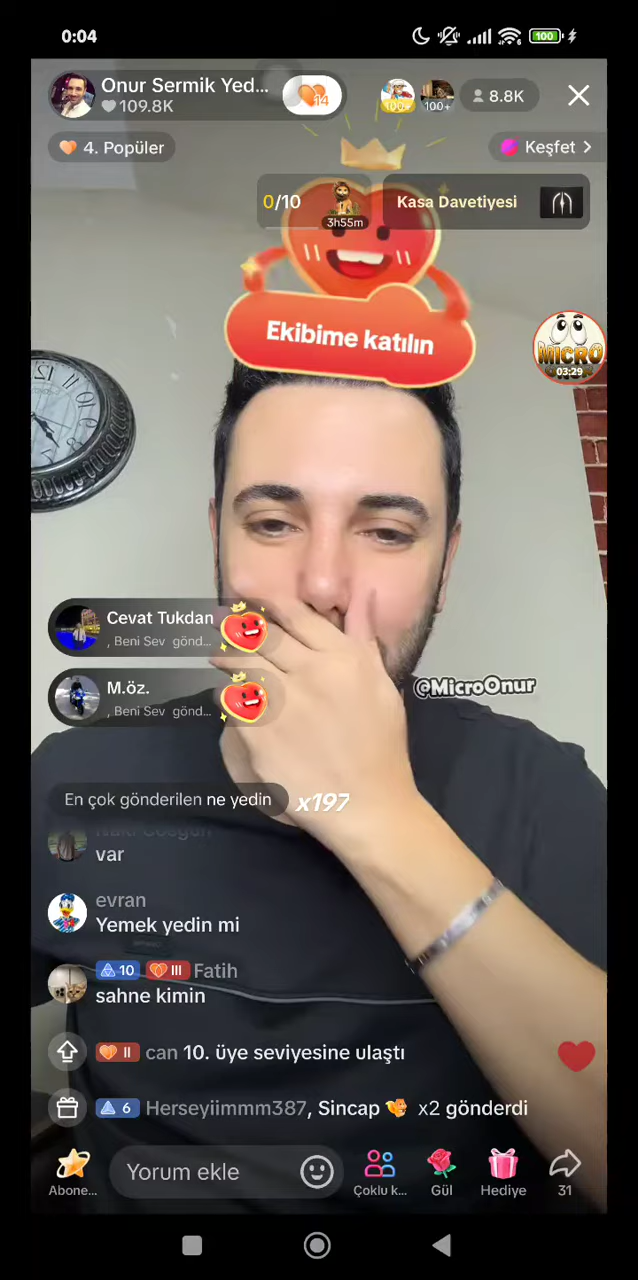 0:04
100
Onur Sermik Yed...
109.8K
14
100+
100+
8.8K
4. Popüler
Keşfet
0/10
3h55m
Kasa Davetiyesi
Ekibime katılın
MICRO
03:29
Cevat Tukdan
, Beni Sev gönd...
M.öz.
, Beni Sev gönd...
@MicroOnur
En çok gönderilen ne yedin x197
var
evran
Yemek yedin mi
10 III Fatih
sahne kimin
II can 10. üye seviyesine ulaştı
6 Herseyiimmm387, Sincap x2 gönderdi
Yorum ekle
Abone...
Çoklu k...
Gül
Hediye
31